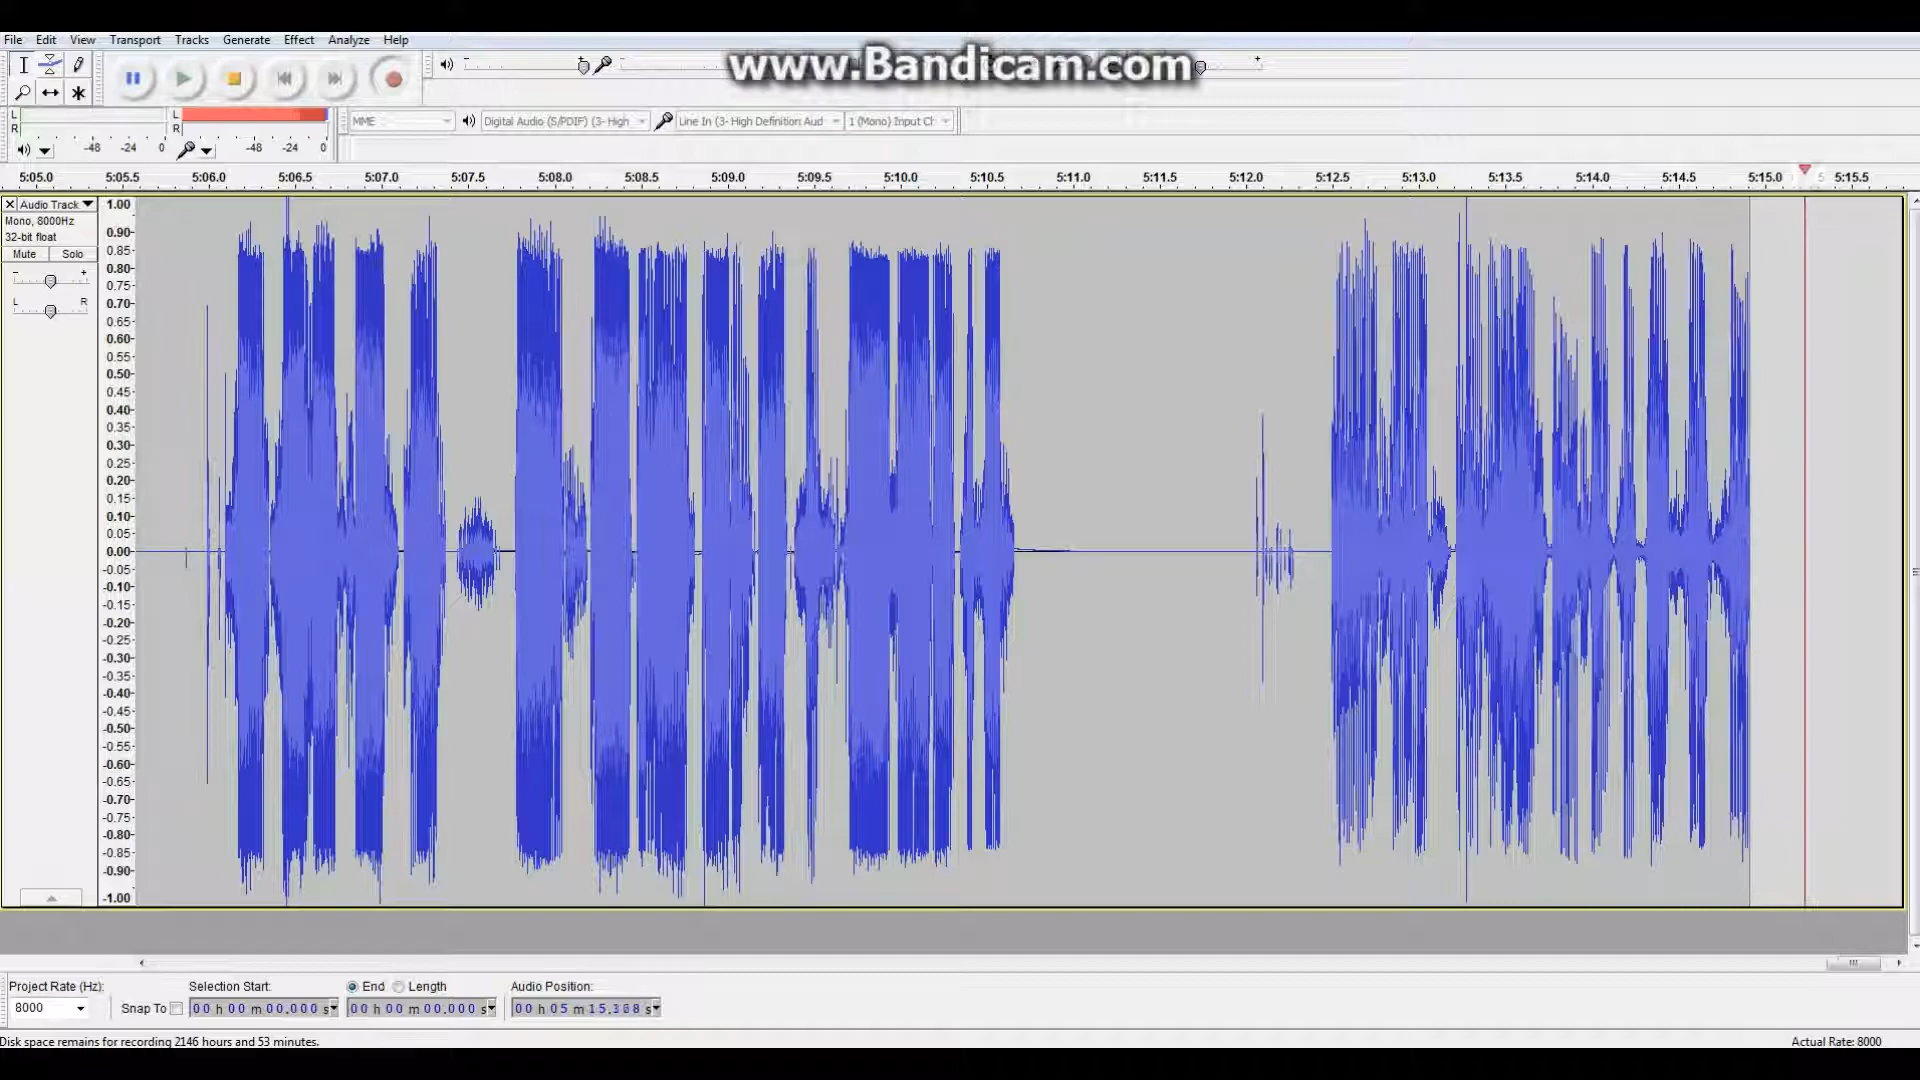 www.Bandicam.com
File Edit View Transport Tracks Generate Effect Analyze Help
L
R
-48 -24 0
L
R
-48 -24 0
MME
Digital Audio (S/PDIF) (3- High
Line In (3- High Definition Aud
1 (Mono) Input Ch
5:05.0 5:05.5 5:06.0 5:06.5 5:07.0 5:07.5 5:08.0 5:08.5 5:09.0 5:09.5 5:10.0 5:10.5 5:11.0 5:11.5 5:12.0 5:12.5 5:13.0 5:13.5 5:14.0 5:14.5 5:15.0 5 5:15.5
Audio Track
Mono, 8000Hz
32-bit float
Mute Solo
- +
L R
1.00
0.90
0.85
0.80
0.75
0.70
0.65
0.60
0.55
0.50
0.45
0.40
0.35
0.30
0.25
0.20
0.15
0.10
0.05
0.00
-0.05
-0.10
-0.15
-0.20
-0.25
-0.30
-0.35
-0.40
-0.45
-0.50
-0.55
-0.60
-0.65
-0.70
-0.75
-0.80
-0.85
-0.90
-1.00
Project Rate (Hz): Selection Start: End Length Audio Position:
8000 Snap To 00 h 00 m 00.000 s 00 h 00 m 00.000 s 00 h 05 m
Disk space remains for recording 2146 hours and 53 minutes. Actual Rate: 8000